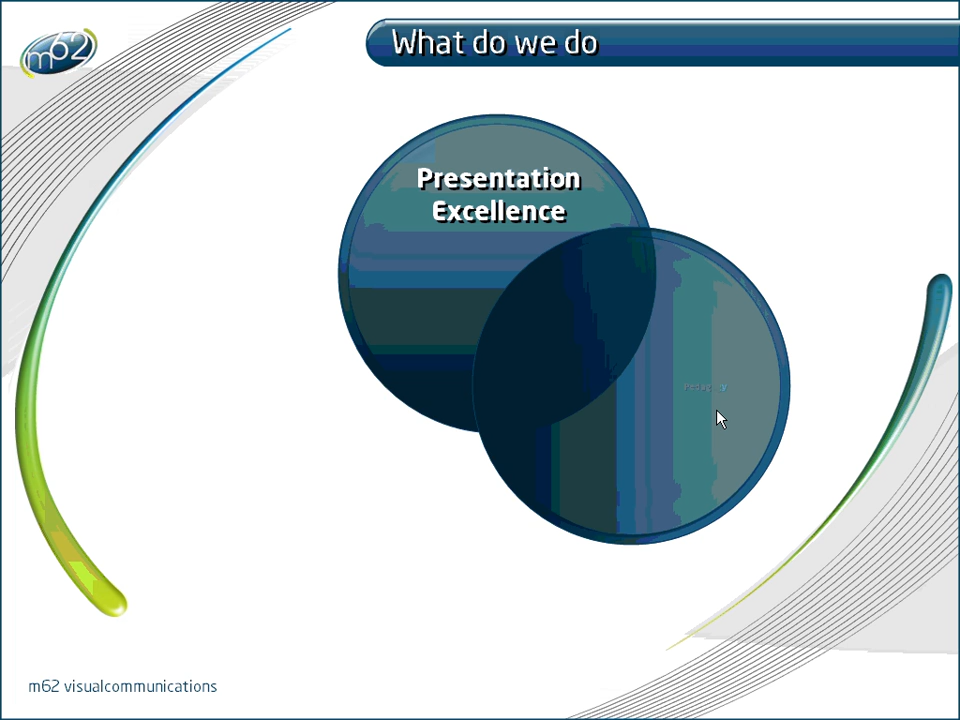 m62
What do we do
Presentation
Excellence
m62 visualcommunications